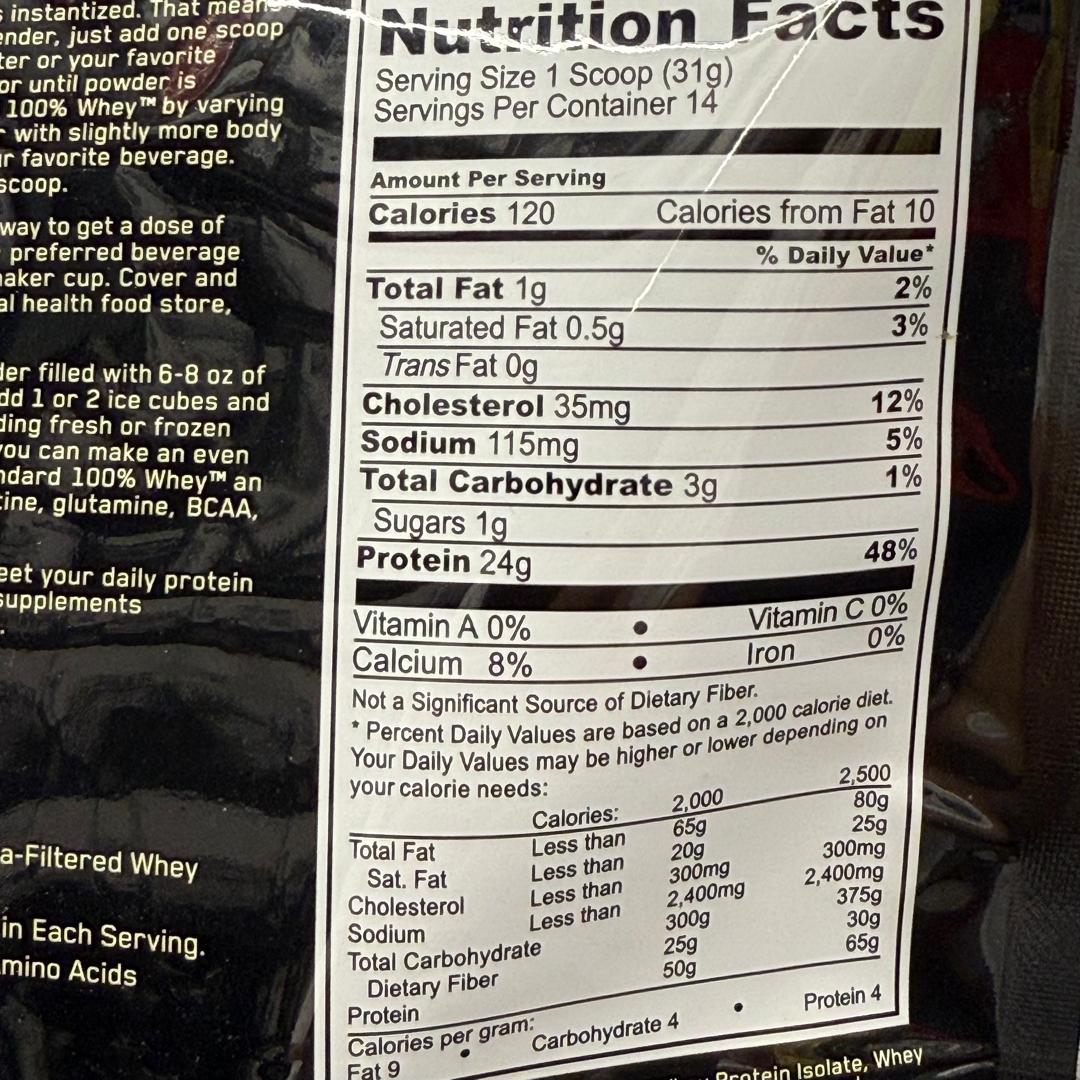 instantized. That means
ender, just add one scoop
ter or your favorite
or until powder is
100% Whey™ by varying
with slightly more body
r favorite beverage.
scoop.
way to get a dose of
preferred beverage
aker cup. Cover and
al health food store,
der filled with 6-8 oz of
dd 1 or 2 ice cubes and
ding fresh or frozen
you can make an even
ndard 100% Whey™ an
tine, glutamine, BCAA,
eet your daily protein
supplements
a-Filtered Whey
in Each Serving.
mino Acids
Nutrition Facts
Serving Size 1 Scoop (31g)
Servings Per Container 14
Amount Per Serving
Calories 120 Calories from Fat 10
% Daily Value*
Total Fat 1g 2%
Saturated Fat 0.5g 3%
Trans Fat 0g
Cholesterol 35mg 12%
Sodium 115mg 5%
Total Carbohydrate 3g 1%
Sugars 1g
Protein 24g 48%
Vitamin A 0% • Vitamin C 0%
Calcium 8% • Iron 0%
Not a Significant Source of Dietary Fiber.
* Percent Daily Values are based on a 2,000 calorie diet.
Your Daily Values may be higher or lower depending on
your calorie needs:
Calories: 2,000 2,500
Total Fat Less than 65g 80g
Sat. Fat Less than 20g 25g
Cholesterol Less than 300mg 300mg
Sodium Less than 2,400mg 2,400mg
Total Carbohydrate 300g 375g
Dietary Fiber 25g 30g
Protein 50g 65g
Calories per gram:
Fat 9 • Carbohydrate 4 • Protein 4
Protein Isolate, Whey